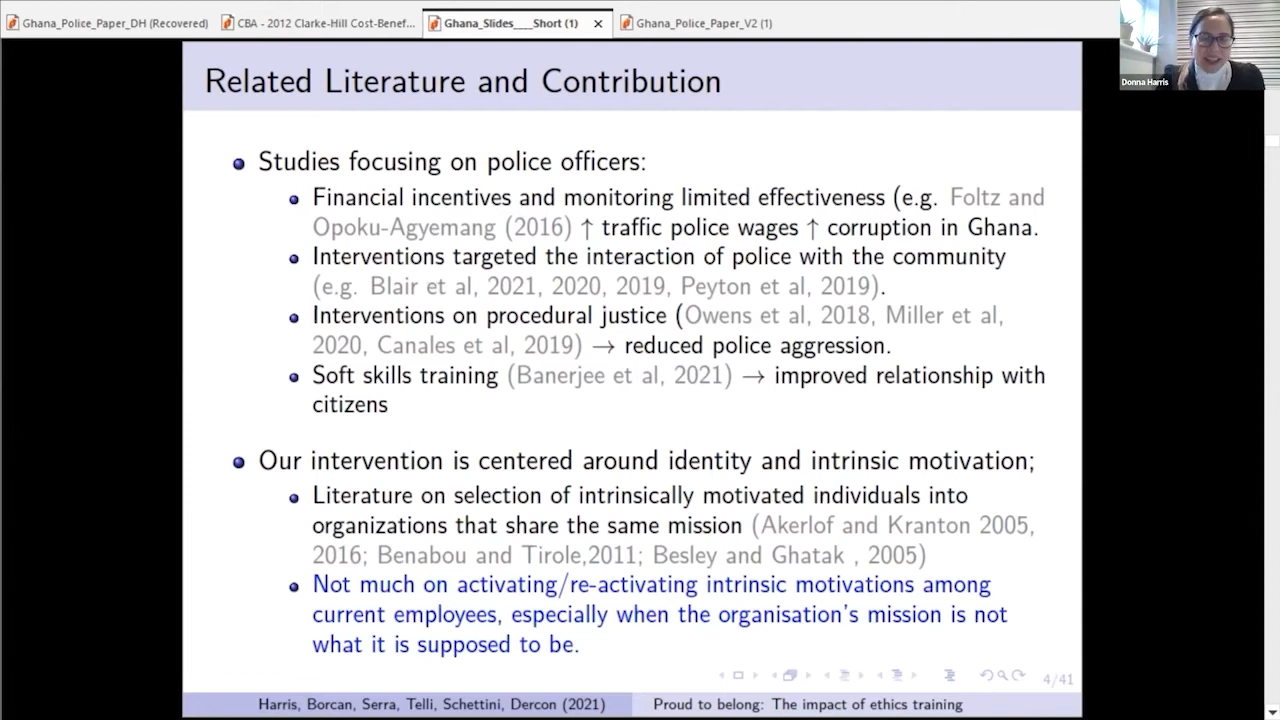 Ghana_Police_Paper_DH (Recovered)
CBA - 2012 Clarke-Hill Cost-Benef...
Ghana_Slides____Short (1)
Ghana_Police_Paper_V2 (1)
Donna Harris
Related Literature and Contribution
Studies focusing on police officers:
Financial incentives and monitoring limited effectiveness (e.g. Foltz and
Opoku-Agyemang (2016) ↑ traffic police wages ↑ corruption in Ghana.
Interventions targeted the interaction of police with the community
(e.g. Blair et al, 2021, 2020, 2019, Peyton et al, 2019).
Interventions on procedural justice (Owens et al, 2018, Miller et al,
2020, Canales et al, 2019) → reduced police aggression.
Soft skills training (Banerjee et al, 2021) → improved relationship with
citizens
Our intervention is centered around identity and intrinsic motivation;
Literature on selection of intrinsically motivated individuals into
organizations that share the same mission (Akerlof and Kranton 2005,
2016; Benabou and Tirole,2011; Besley and Ghatak , 2005)
Not much on activating/re-activating intrinsic motivations among
current employees, especially when the organisation's mission is not
what it is supposed to be.
4/41
Harris, Borcan, Serra, Telli, Schettini, Dercon (2021)
Proud to belong: The impact of ethics training